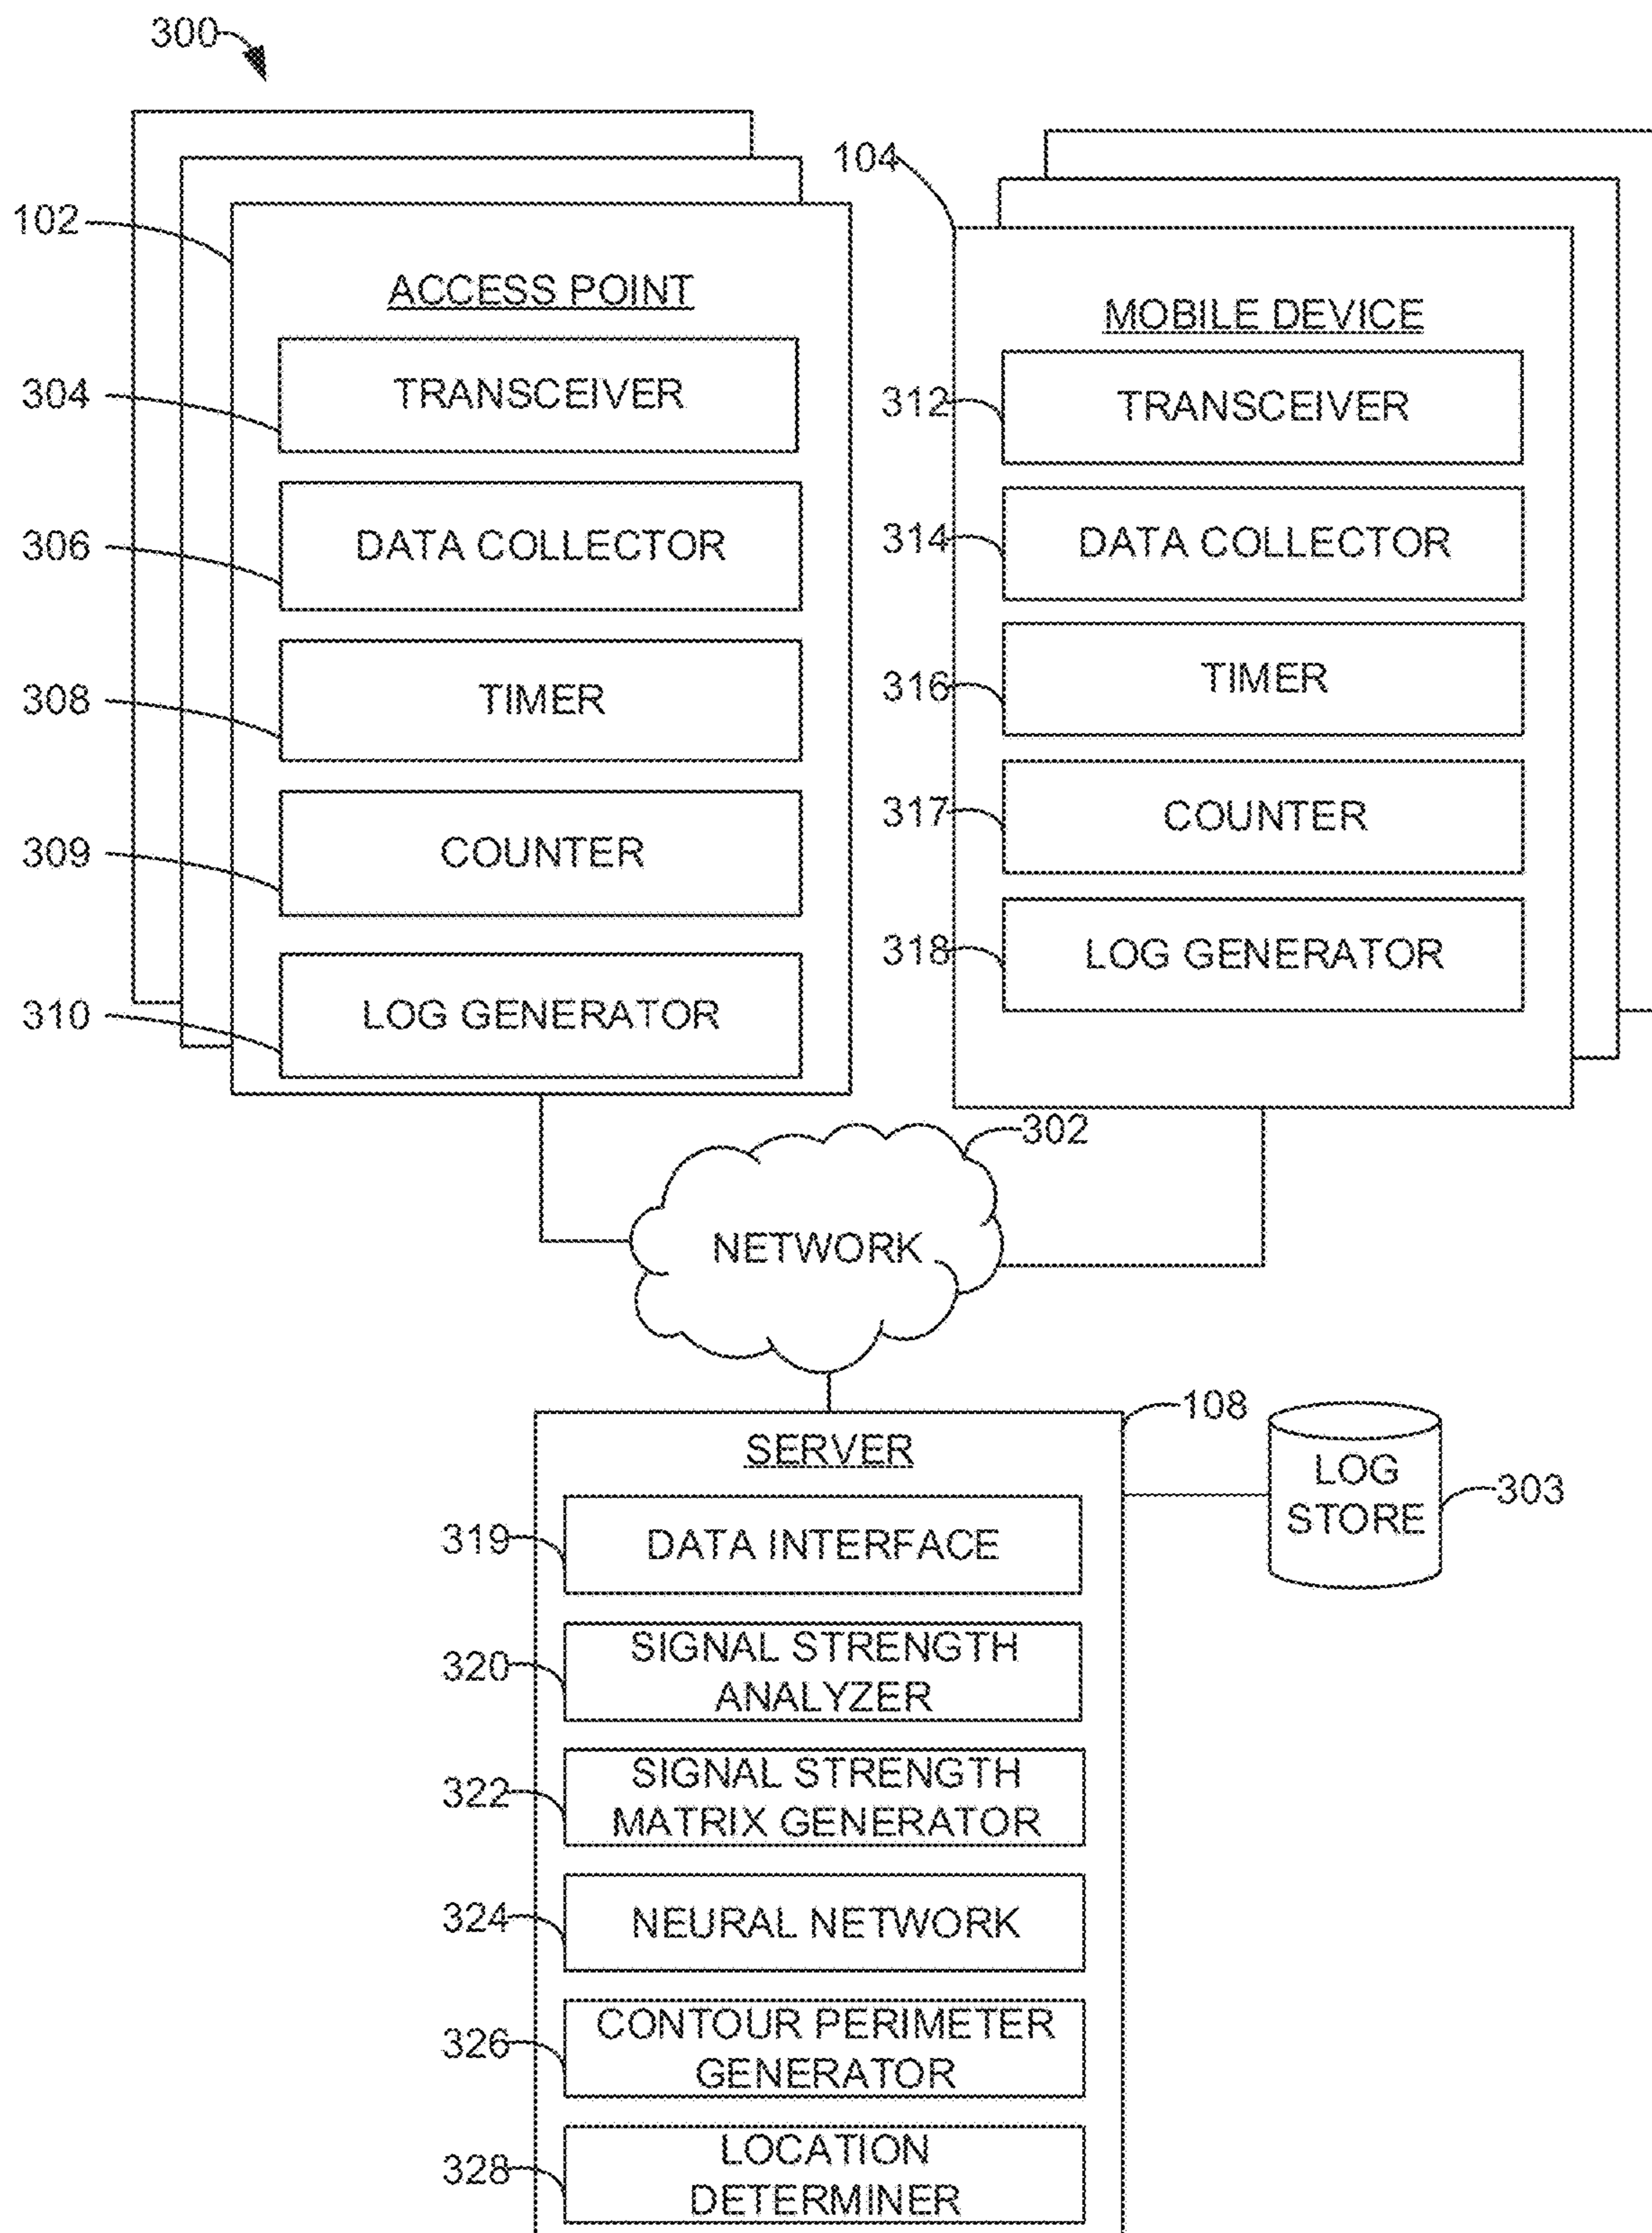 300
102
ACCESS POINT
304
TRANSCEIVER
306
DATA COLLECTOR
308
TIMER
309
COUNTER
310
LOG GENERATOR
104
MOBILE DEVICE
312
TRANSCEIVER
314
DATA COLLECTOR
316
TIMER
317
COUNTER
318
LOG GENERATOR
302
NETWORK
108
SERVER
319
DATA INTERFACE
320
SIGNAL STRENGTH
ANALYZER
322
SIGNAL STRENGTH
MATRIX GENERATOR
324
NEURAL NETWORK
326
CONTOUR PERIMETER
GENERATOR
328
LOCATION
DETERMINER
LOG
STORE
303